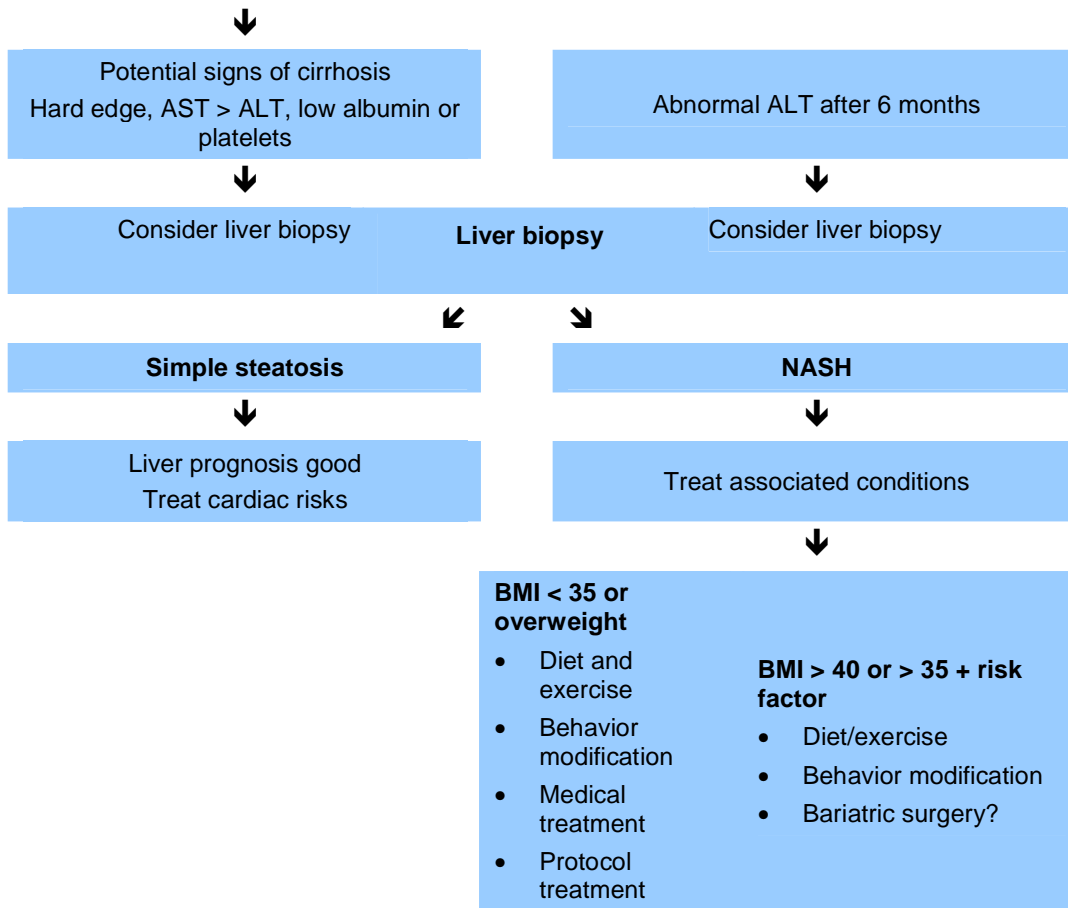 Potential signs of cirrhosis
Hard edge, AST > ALT, low albumin or
platelets
Abnormal ALT after 6 months
Consider liver biopsy
Liver biopsy
Consider liver biopsy
Simple steatosis
NASH
Liver prognosis good
Treat cardiac risks
Treat associated conditions
BMI < 35 or
overweight
• Diet and
exercise
• Behavior
modification
• Medical
treatment
• Protocol
treatment
BMI > 40 or > 35 + risk
factor
• Diet/exercise
• Behavior modification
• Bariatric surgery?